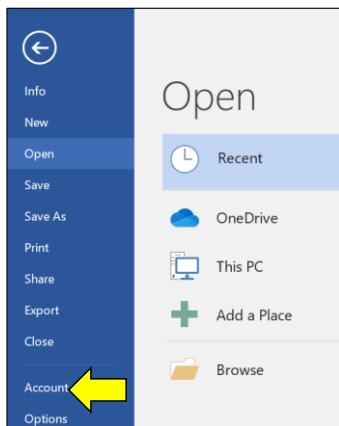 Info
New
Open
Save
Save As
Print
Share
Export
Close
Account
Options
Open
Recent
OneDrive
This PC
Add a Place
Browse